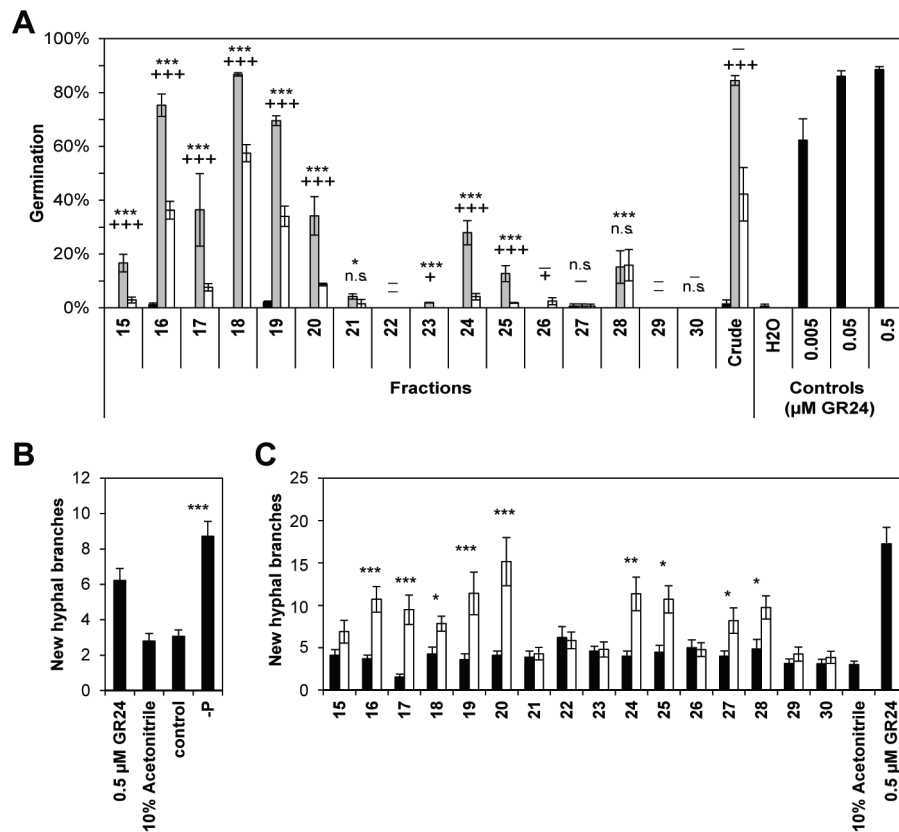 A
Germination
100%
80%
60%
40%
20%
0%
***
+++
***
+++
***
+++
***
+++
***
+++
***
+++
*
n.s.
–
–
***
+
***
+++
***
+++
–
+
n.s.
–
***
n.s.
–
–
–
n.s.
–
+++
15 16 17 18 19 20 21 22 23 24 25 26 27 28 29 30 Crude H2O 0.005 0.05 0.5
Fractions
Controls
(µM GR24)
B
New hyphal branches
12
10
8
6
4
2
0
***
0.5 µM GR24 10% Acetonitrile control -P
C
New hyphal branches
25
20
15
10
5
0
*** *** * *** *** ** * * *
15 16 17 18 19 20 21 22 23 24 25 26 27 28 29 30 10% Acetonitrile 0.5 µM GR24